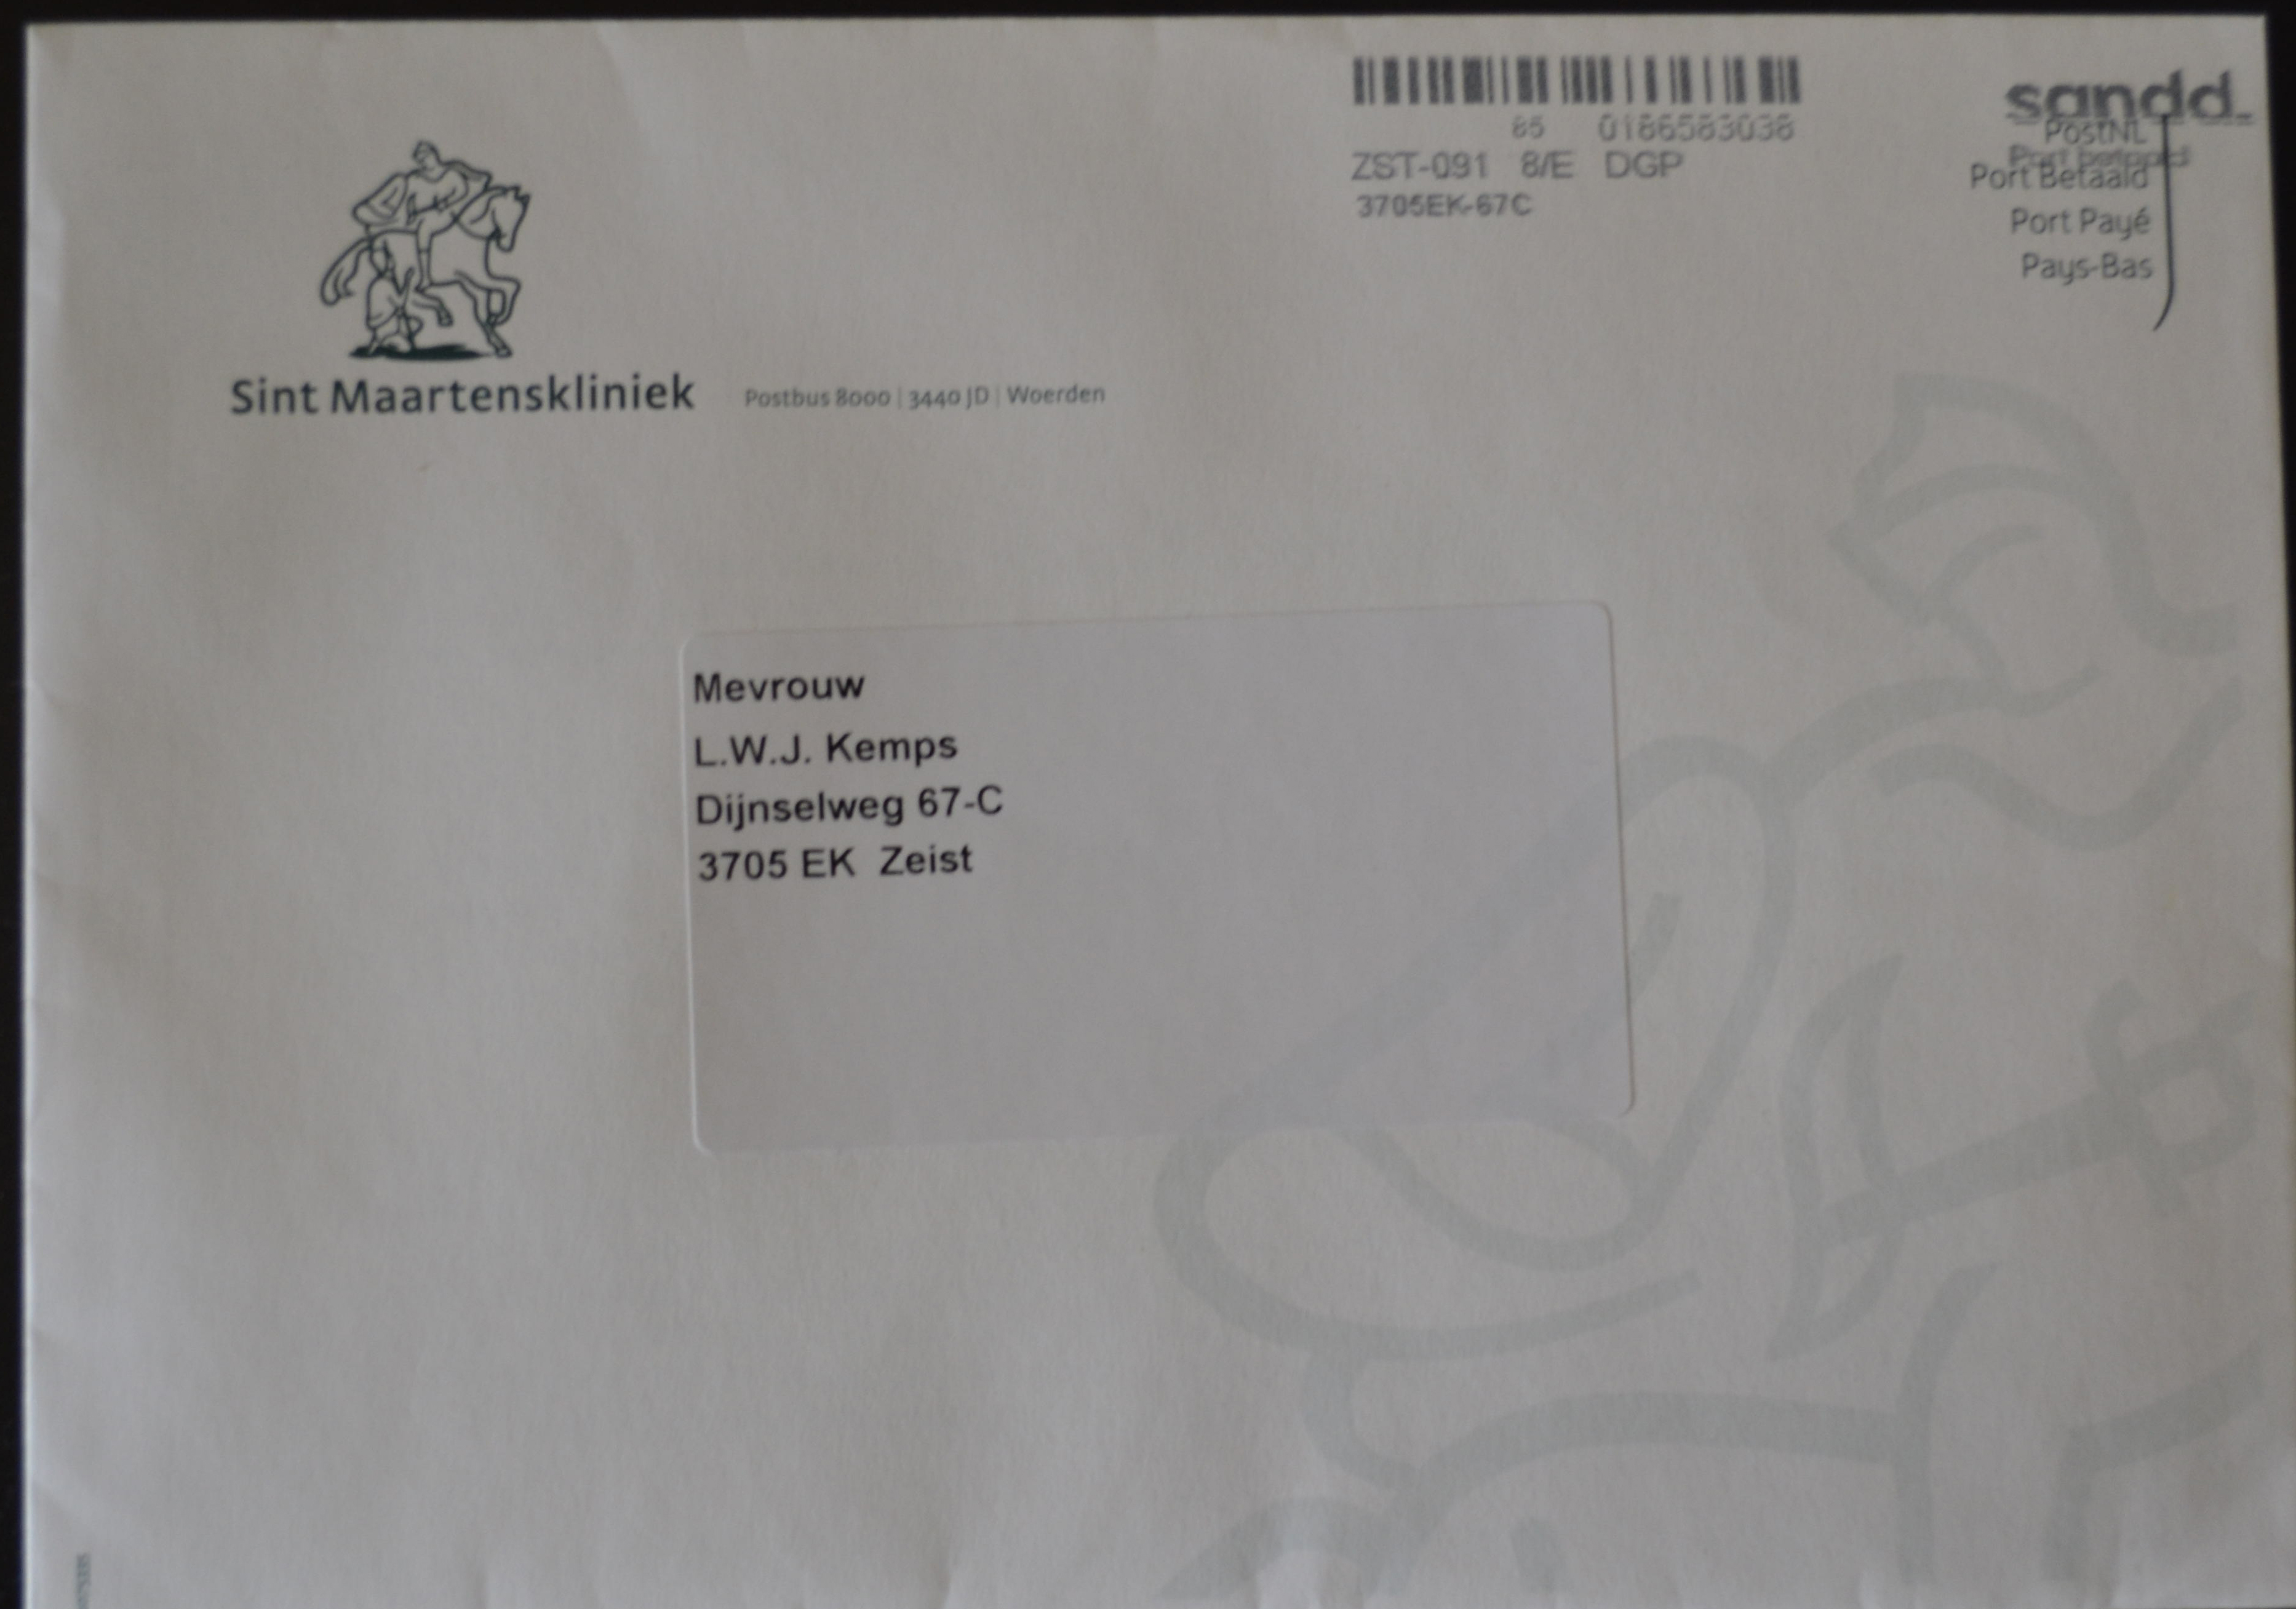 sandd.
PostNL
Port betaald
Port Betaald
Port Payé
Pays-Bas
85 0186583038
ZST-091 8/E DGP
3705EK-67C
Sint Maartenskliniek
Postbus 8000 | 3440 JD | Woerden
Mevrouw
L.W.J. Kemps
Dijnselweg 67-C
3705 EK Zeist